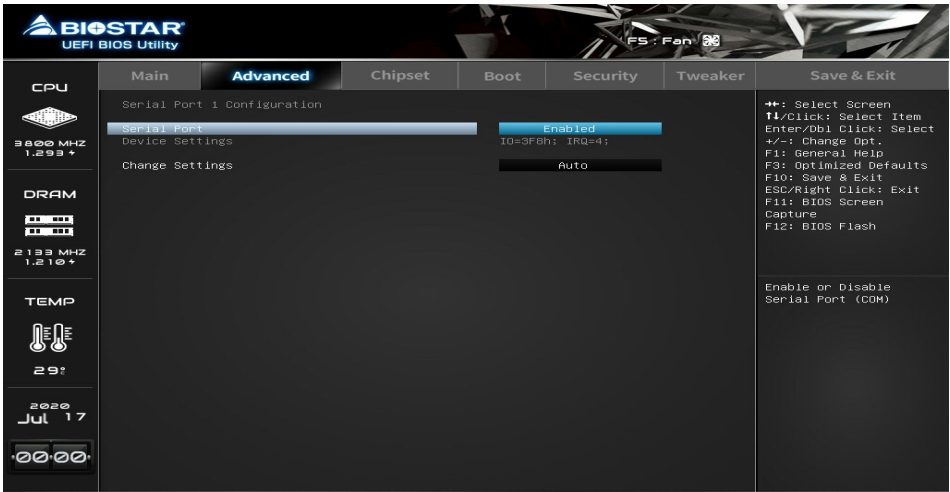 BIOSTAR®
UEFI BIOS Utility
F5 : Fan
Main Advanced Chipset Boot Security Tweaker Save & Exit
CPU
3800 MHZ
1.293 V
DRAM
2133 MHZ
1.210 V
TEMP
29°C
2020
Jul 17
00:00
Serial Port 1 Configuration
Serial Port Enabled
Device Settings IO=3F8h; IRQ=4;
Change Settings Auto
→←: Select Screen
↑↓/Click: Select Item
Enter/Dbl Click: Select
+/-: Change Opt.
F1: General Help
F3: Optimized Defaults
F10: Save & Exit
ESC/Right Click: Exit
F11: BIOS Screen
Capture
F12: BIOS Flash
Enable or Disable
Serial Port (COM)